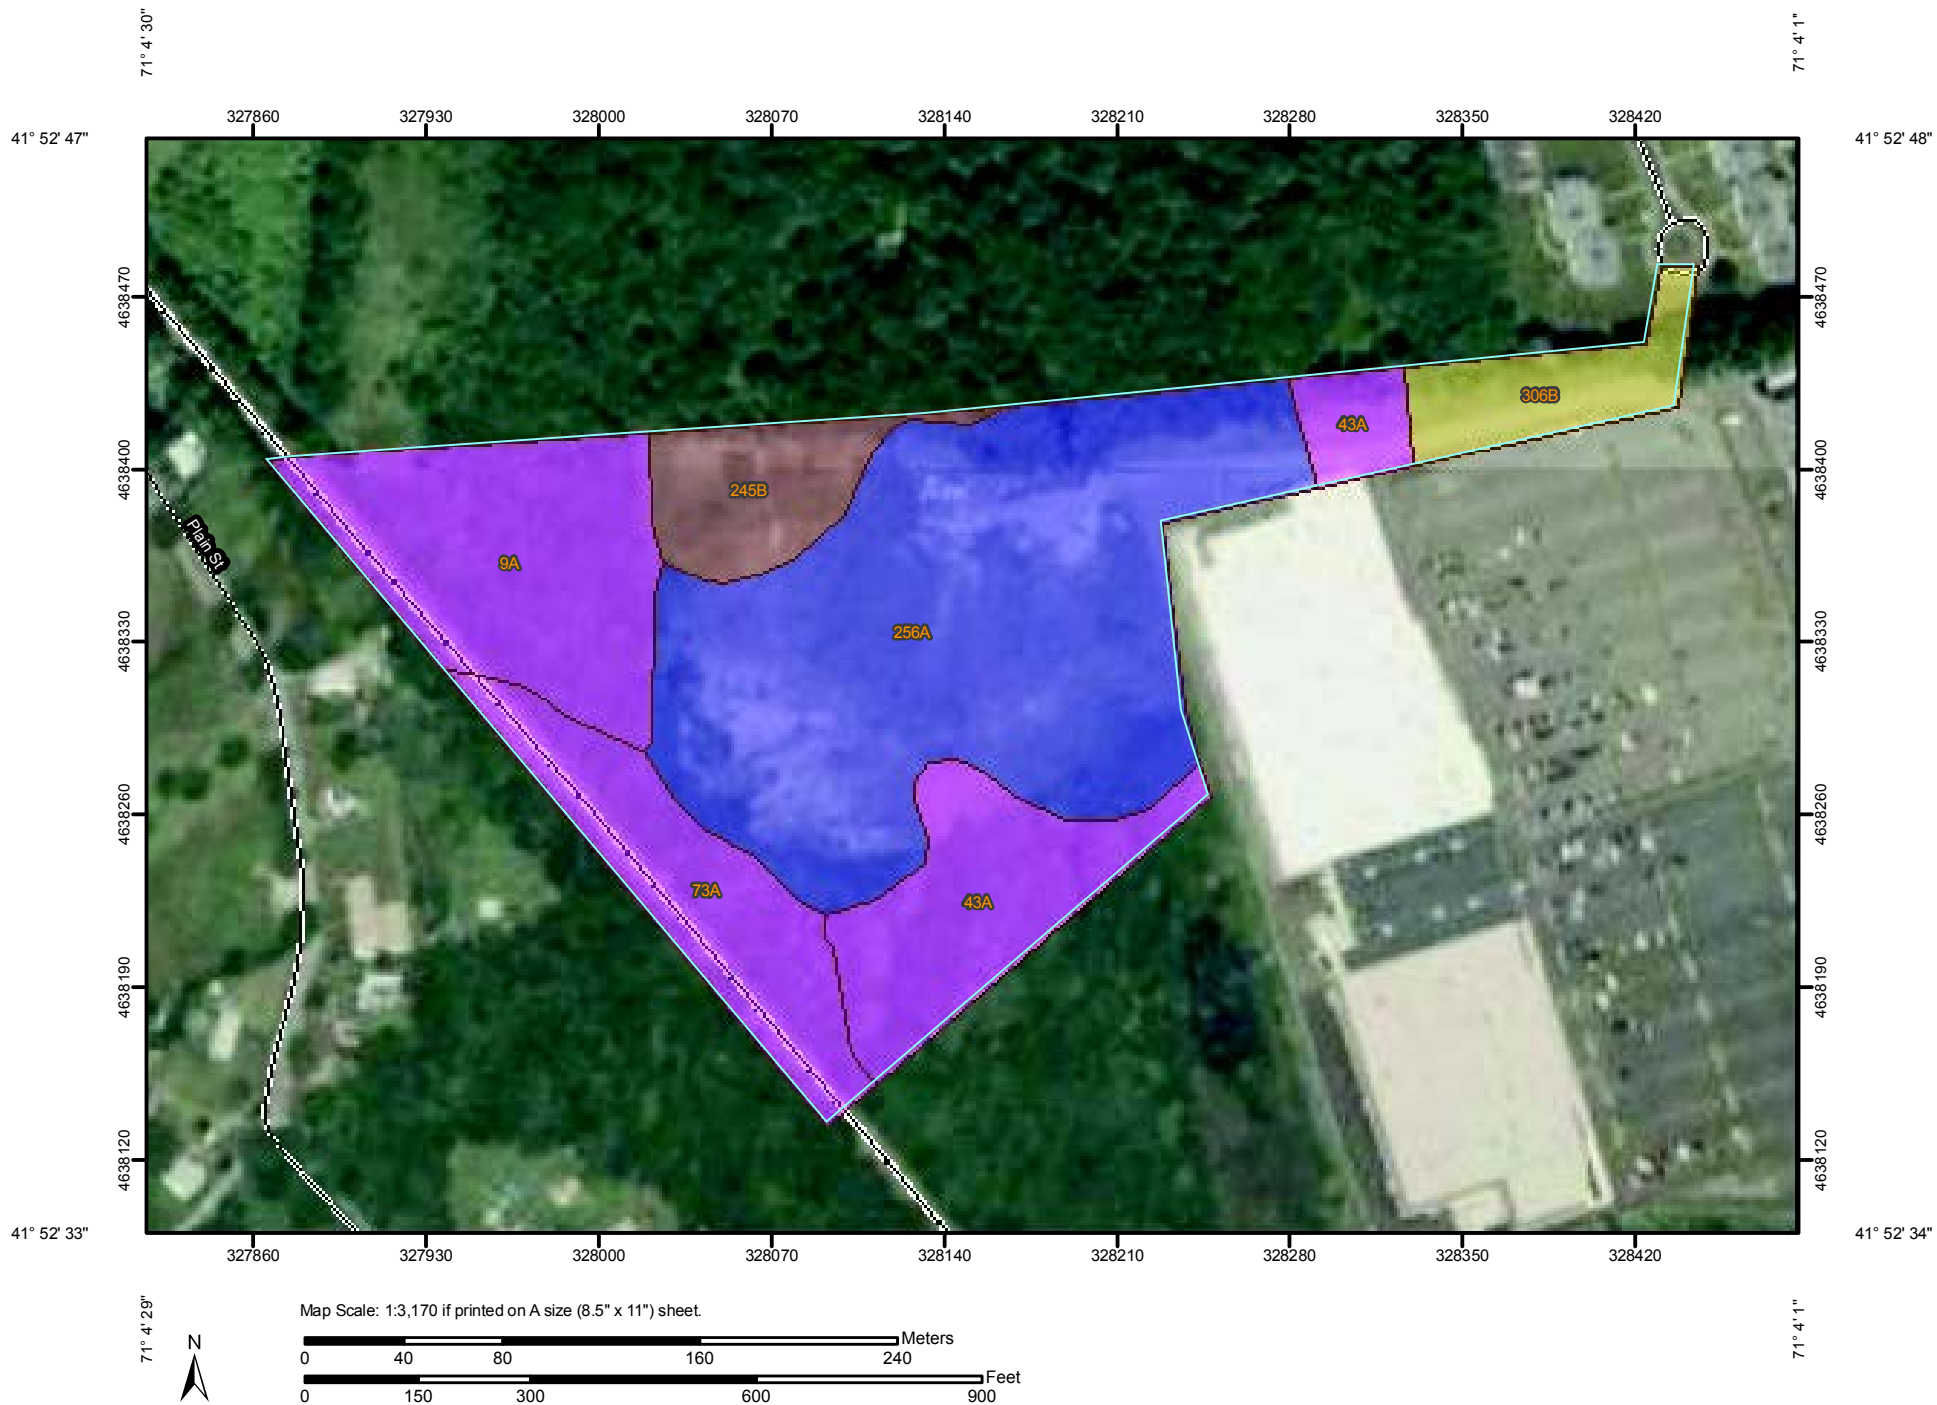 71° 4' 30"
71° 4' 1"
327860 327930 328000 328070 328140 328210 328280 328350 328420
41° 52' 47"
41° 52' 48"
4638470
4638470
306B
43A
4638400
4638400
245B
Plain St
9A
4638330
256A
4638330
4638260
4638260
73A
43A
4638190
4638190
4638120
4638120
41° 52' 33"
41° 52' 34"
327860 327930 328000 328070 328140 328210 328280 328350 328420
71° 4' 29"
71° 4' 1"
Map Scale: 1:3,170 if printed on A size (8.5" x 11") sheet.
N
Meters
0 40 80 160 240
Feet
0 150 300 600 900